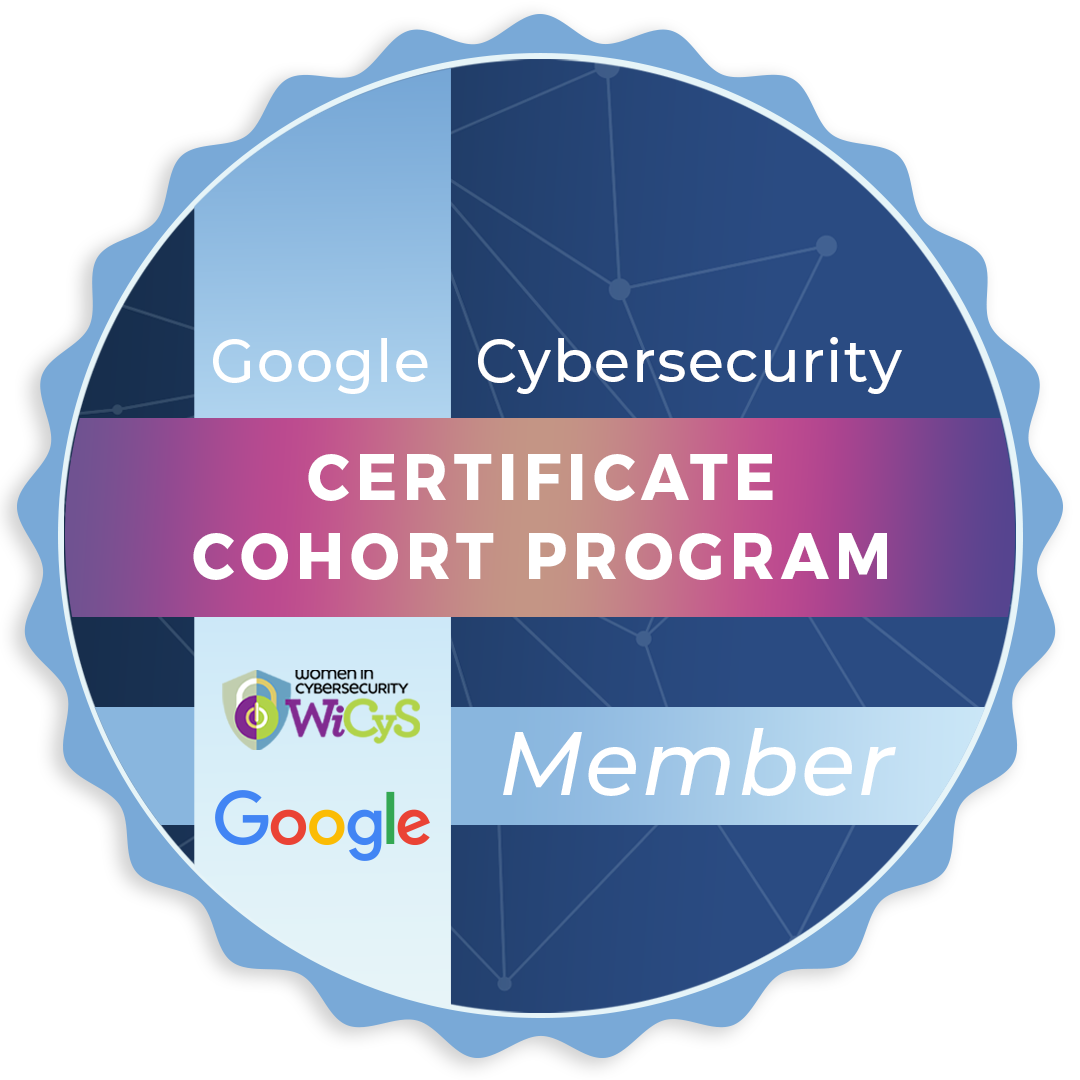 Google Cybersecurity
CERTIFICATE
COHORT PROGRAM
women in
CYBERSECURITY
WiCyS
Member
Google